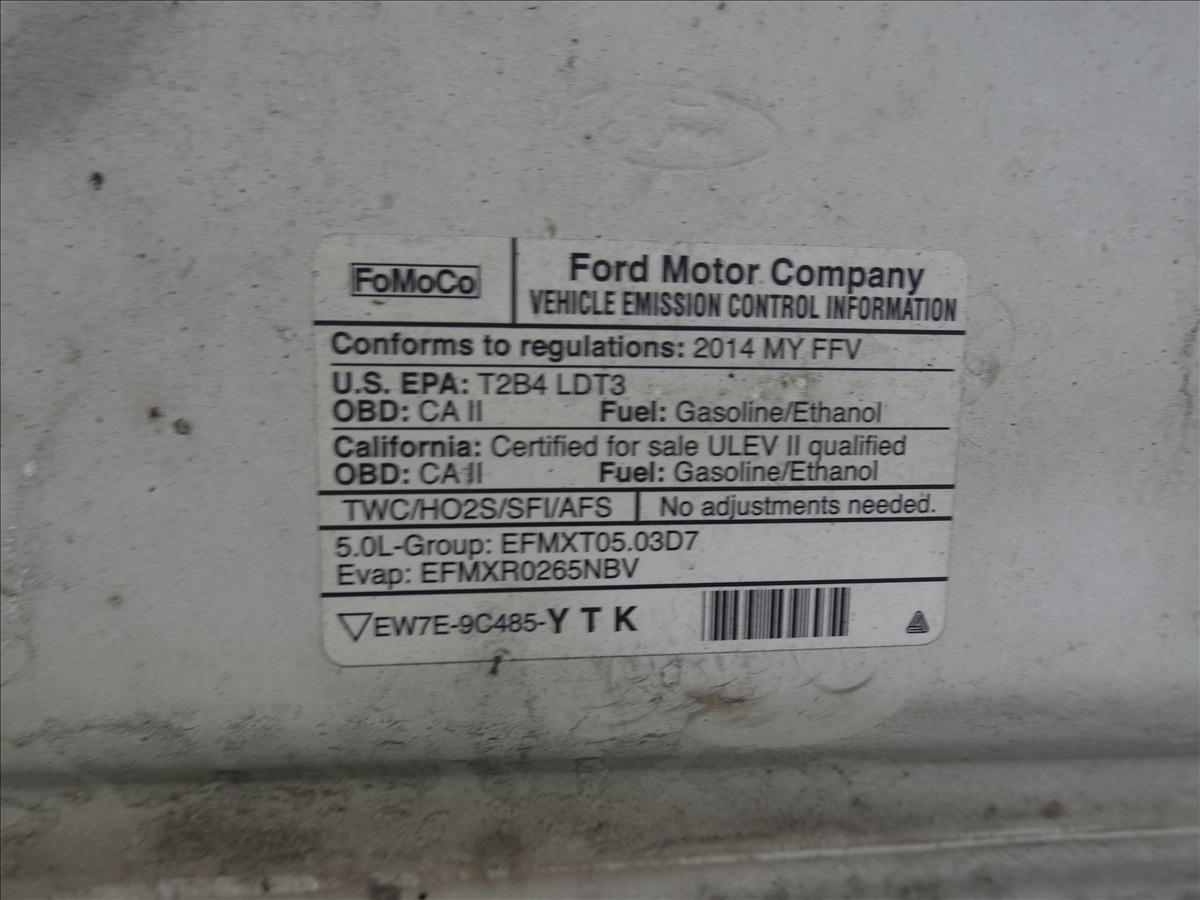 FoMoCo
Ford Motor Company
VEHICLE EMISSION CONTROL INFORMATION
Conforms to regulations: 2014 MY FFV
U.S. EPA: T2B4 LDT3
OBD: CA II Fuel: Gasoline/Ethanol
California: Certified for sale ULEV II qualified
OBD: CA II Fuel: Gasoline/Ethanol
TWC/HO2S/SFI/AFS No adjustments needed.
5.0L-Group: EFMXT05.03D7
Evap: EFMXR0265NBV
EW7E-9C485-Y T K